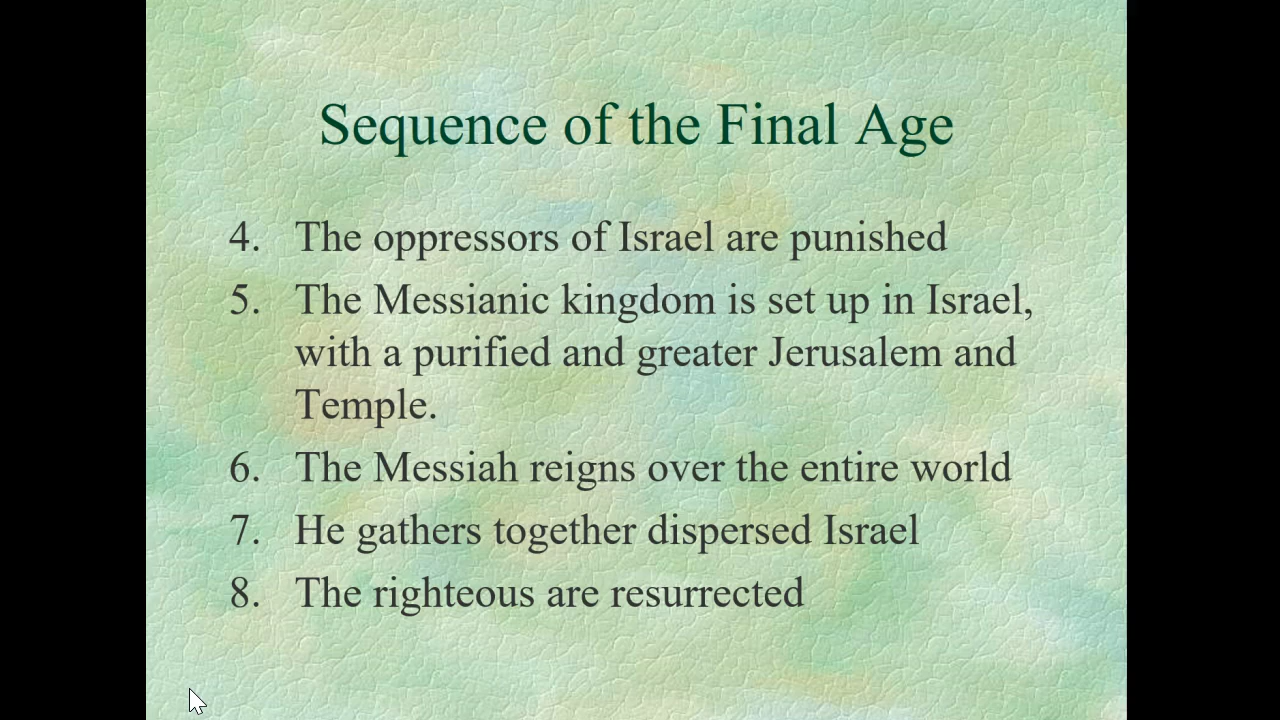 Sequence of the Final Age
4. The oppressors of Israel are punished
5. The Messianic kingdom is set up in Israel,
with a purified and greater Jerusalem and
Temple.
6. The Messiah reigns over the entire world
7. He gathers together dispersed Israel
8. The righteous are resurrected